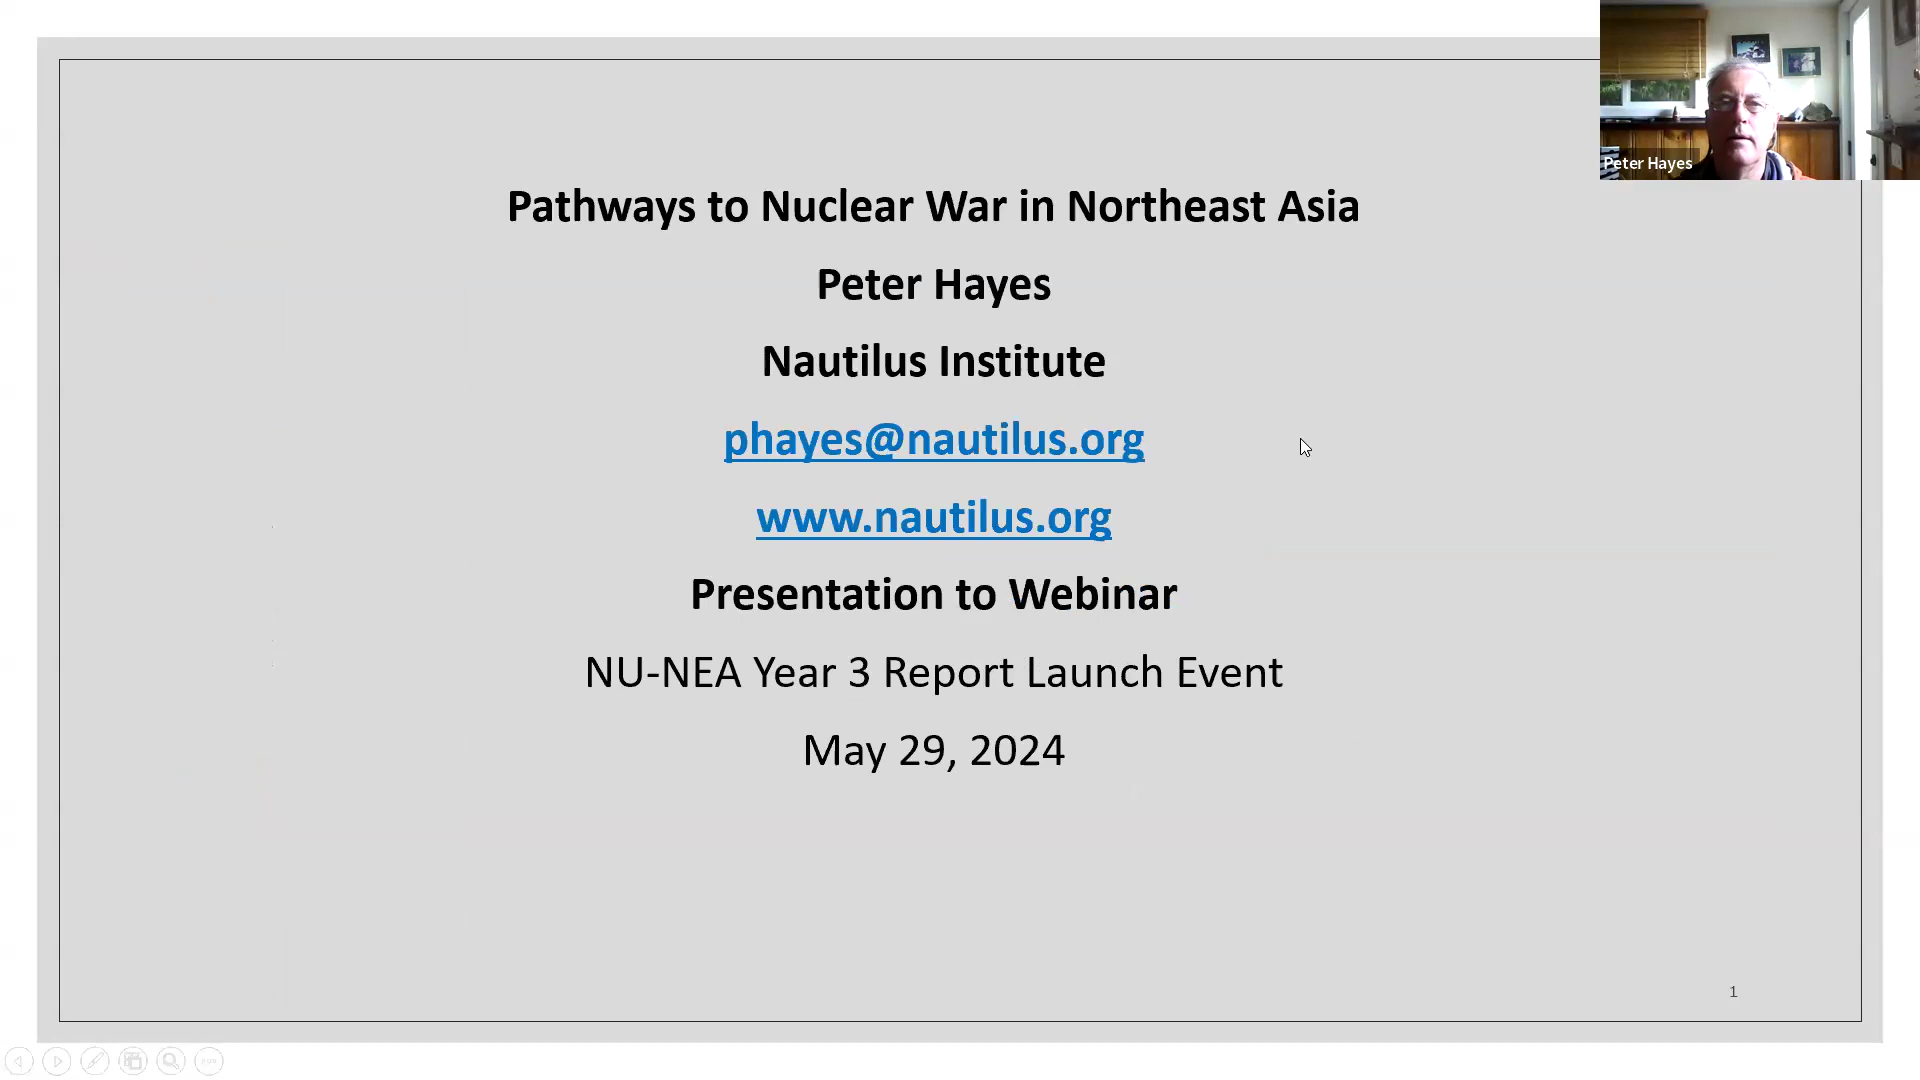 Pathways to Nuclear War in Northeast Asia
Peter Hayes
Nautilus Institute
phayes@nautilus.org
www.nautilus.org
Presentation to Webinar
NU-NEA Year 3 Report Launch Event
May 29, 2024
1
Peter Hayes